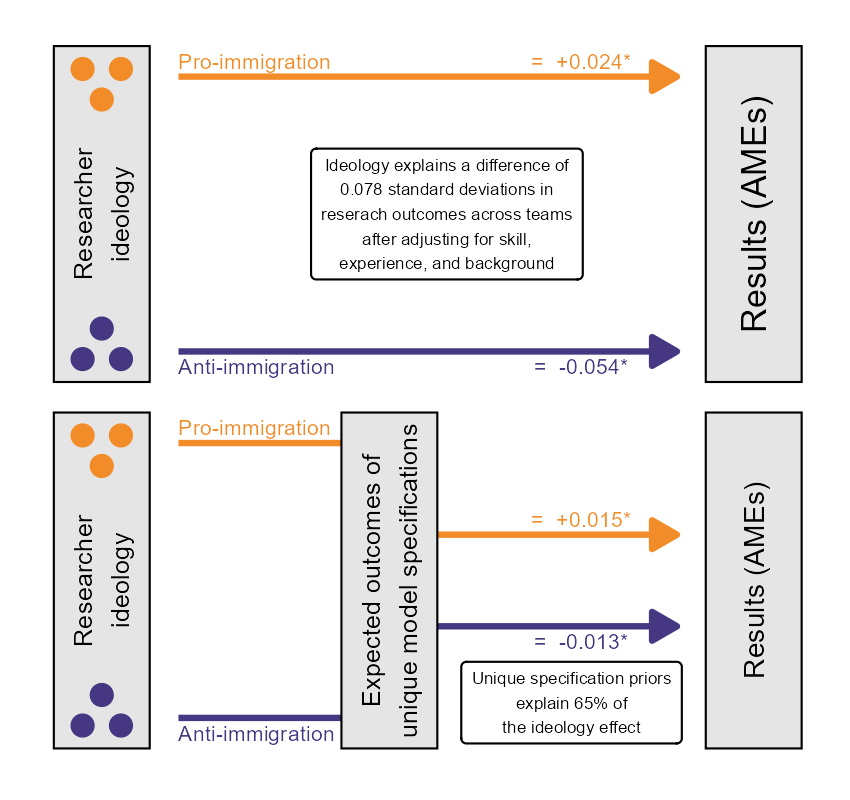 Pro-immigration = +0.024*
Researcher
ideology
Ideology explains a difference of
0.078 standard deviations in
reserach outcomes across teams
after adjusting for skill,
experience, and background
Results (AMEs)
Anti-immigration = -0.054*
Pro-immigration
Researcher
ideology
Expected outcomes of
unique model specifications
= +0.015*
Results (AMEs)
= -0.013*
Unique specification priors
explain 65% of
the ideology effect
Anti-immigration